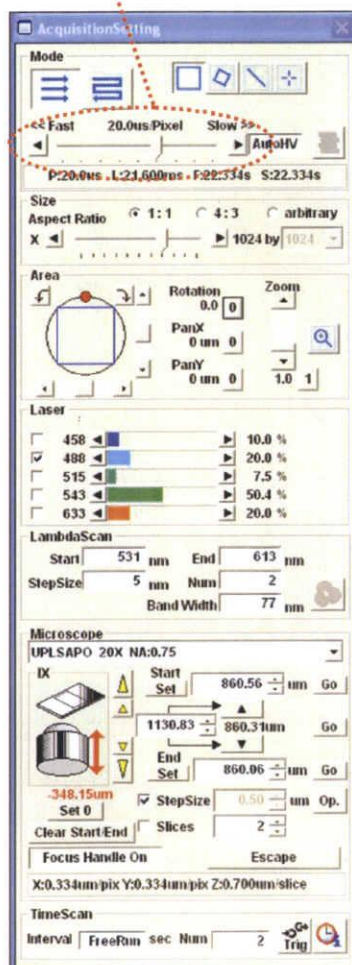 AcquisitionSetting
Mode
<< Fast 20.0us/Pixel Slow >>
AutoHV
P:20.0us L:21,600ms F:22.334s S:22.334s
Size
Aspect Ratio 1:1 4:3 arbitrary
X 1024 by 1024
Area
Rotation Zoom
0.0 0
PanX
0 um 0
PanY
0 um 0 1.0 1
Laser
458 10.0 %
488 20.0 %
515 7.5 %
543 50.4 %
633 20.0 %
LambdaScan
Start 531 nm End 613 nm
StepSize 5 nm Num 2
Band Width 77 nm
Microscope
UPLSAPO 20X NA:0.75
IX Start
Set 860.56 um Go
1130.83 860.31um Go
End
Set 860.06 um Go
-348.15um
Set 0 StepSize 0.50 um Op.
Clear Start/End Slices 2
Focus Handle On Escape
X:0.334um/pix Y:0.334um/pix Z:0.700um/slice
TimeScan
Interval FreeRun sec Num 2 Trig